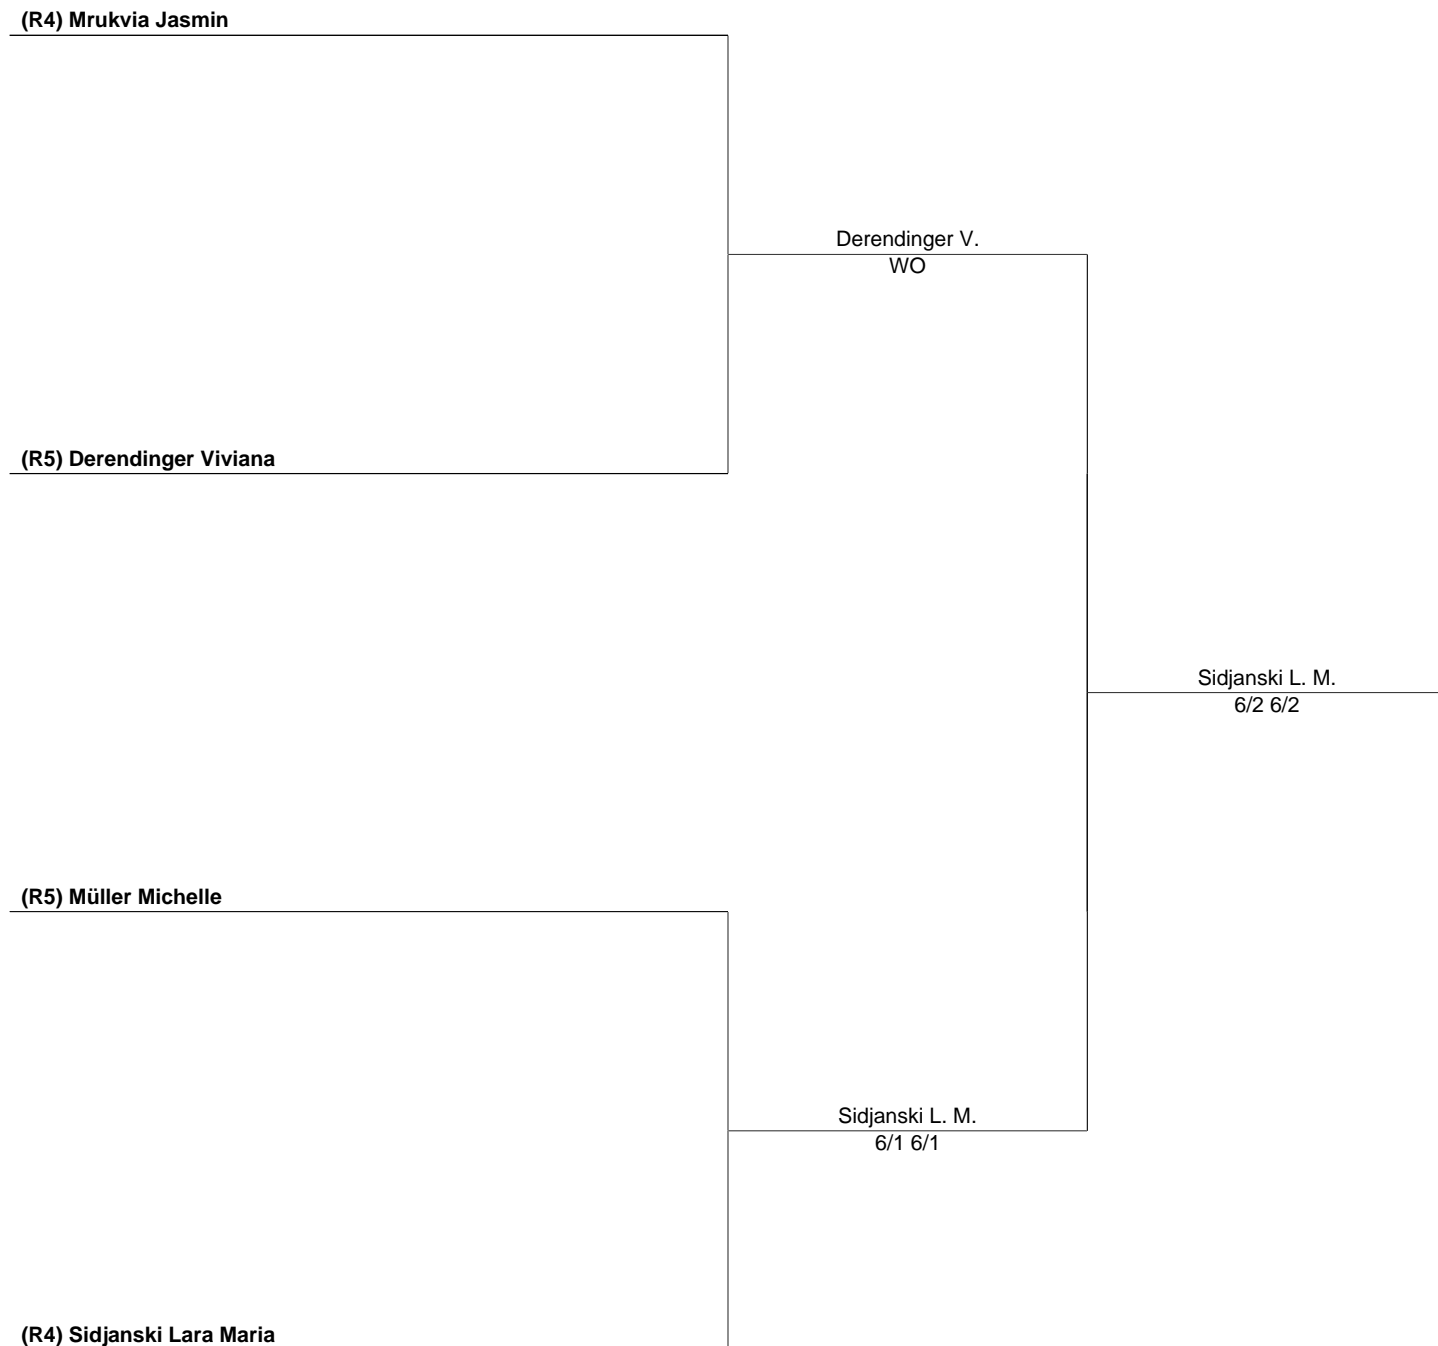 (R4) Mrukvia Jasmin
Derendinger V.
WO
(R5) Derendinger Viviana
Sidjanski L. M.
6/2 6/2
(R5) Müller Michelle
Sidjanski L. M.
6/1 6/1
(R4) Sidjanski Lara Maria